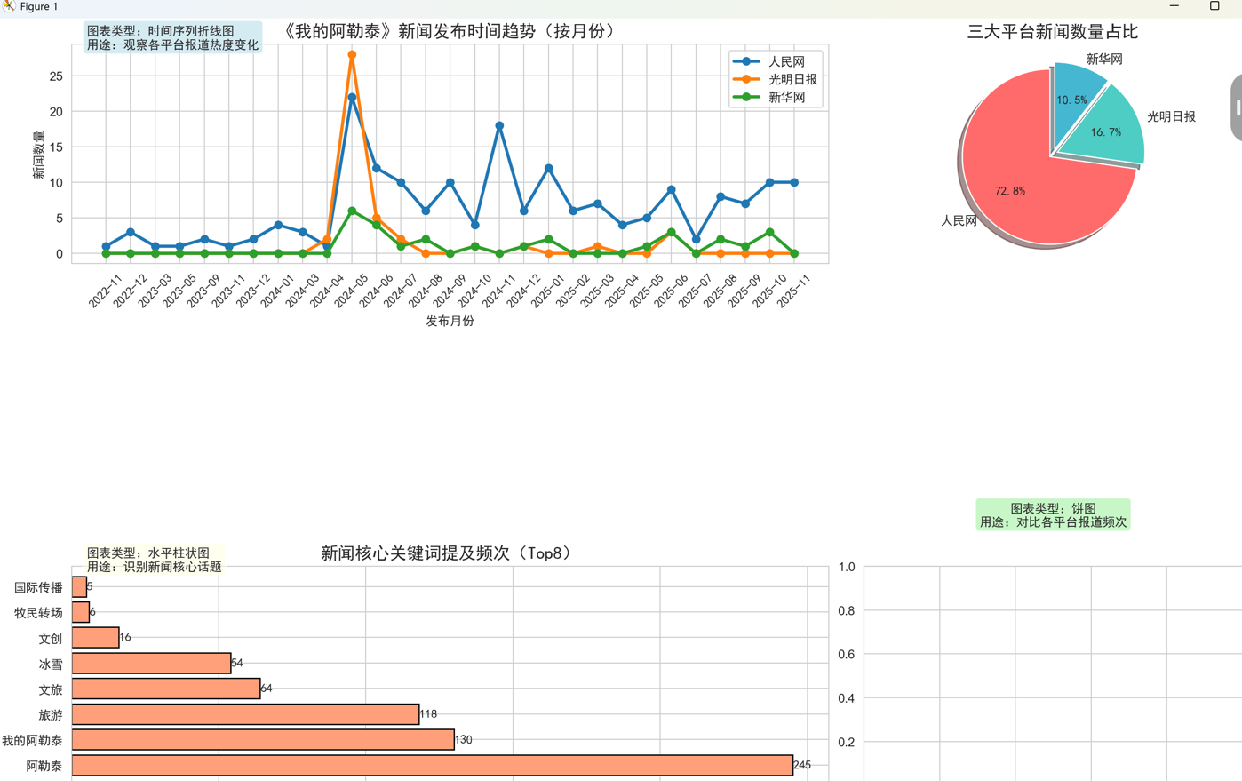 Figure 1
图表类型：时间序列折线图
用途：观察各平台报道热度变化
《我的阿勒泰》新闻发布时间趋势（按月份）
人民网
光明日报
新华网
新闻数量
25
20
15
10
5
0
2022-11
2022-12
2023-03
2023-05
2023-09
2023-11
2023-12
2024-01
2024-03
2024-04
2024-05
2024-06
2024-07
2024-08
2024-09
2024-10
2024-11
2024-12
2025-01
2025-02
2025-03
2025-04
2025-05
2025-06
2025-07
2025-08
2025-09
2025-10
2025-11
发布月份
三大平台新闻数量占比
新华网
10.5%
光明日报
16.7%
72.8%
人民网
图表类型：饼图
用途：对比各平台报道频次
图表类型：水平柱状图
用途：识别新闻核心话题
新闻核心关键词提及频次（Top8）
国际传播 5
牧民转场 6
文创 16
冰雪 54
文旅 64
旅游 118
我的阿勒泰 130
阿勒泰 245
1.0
0.8
0.6
0.4
0.2